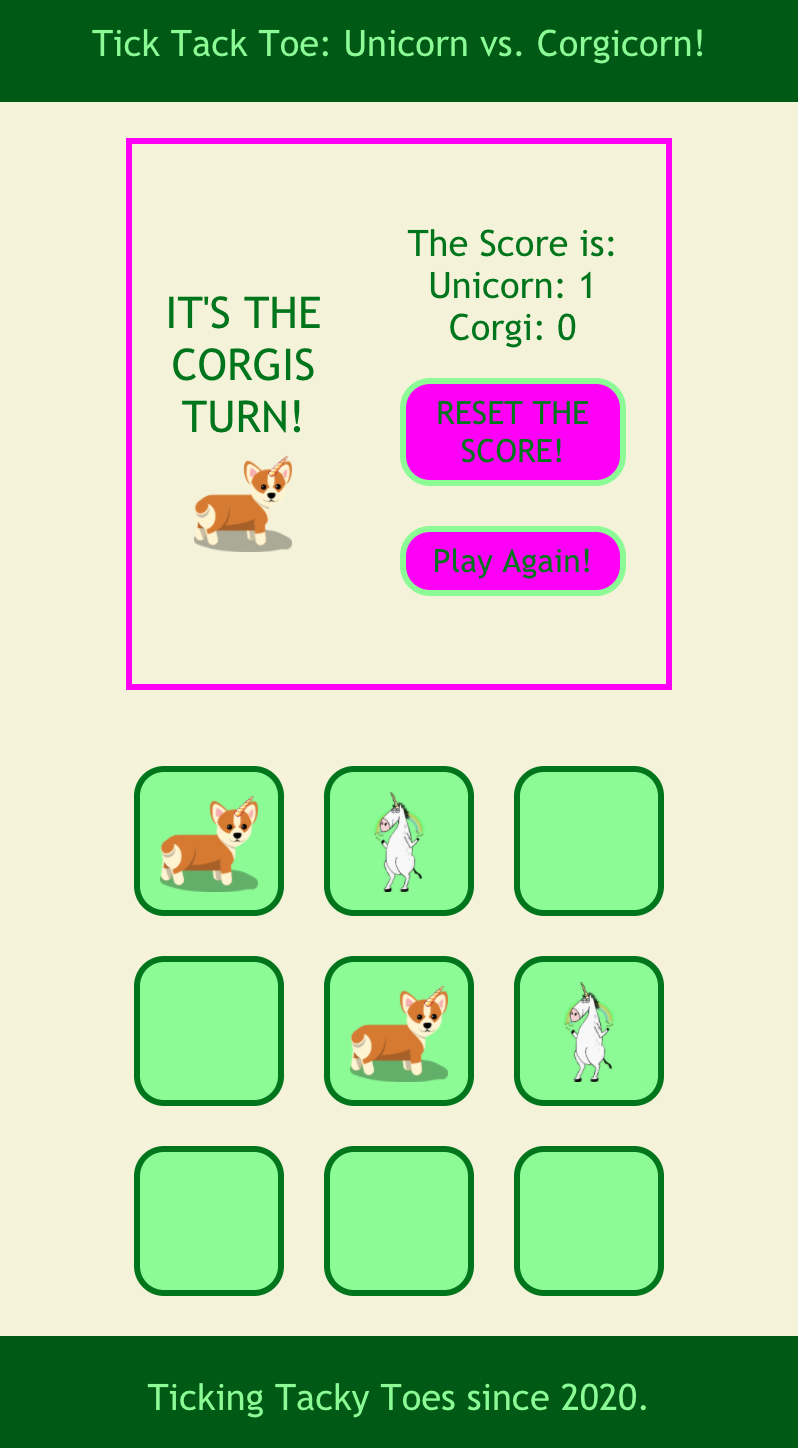 Tick Tack Toe: Unicorn vs. Corgicorn!
IT'S THE
CORGIS
TURN!
The Score is:
Unicorn: 1
Corgi: 0
RESET THE
SCORE!
Play Again!
Ticking Tacky Toes since 2020.